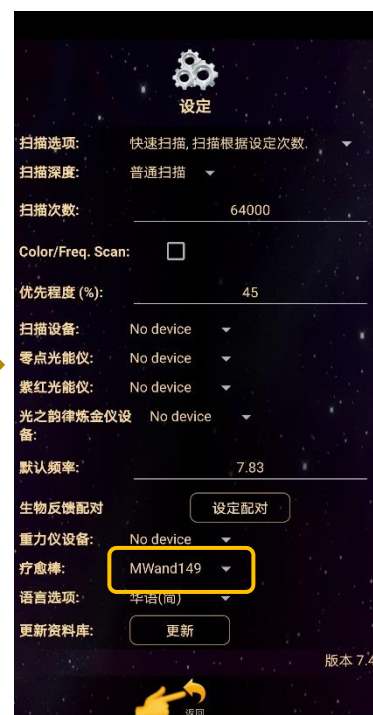 设定
扫描选项: 快速扫描, 扫描根据设定次数.
扫描深度: 普通扫描
扫描次数: 64000
Color/Freq. Scan:
优先程度 (%): 45
扫描设备: No device
零点光能仪: No device
紫红光能仪: No device
光之韵律炼金仪设 No device
备:
默认频率: 7.83
生物反馈配对 设定配对
重力仪设备: No device
疗愈棒: MWand149
语言选项: 华语(简)
更新资料库: 更新
版本 7.4
返回